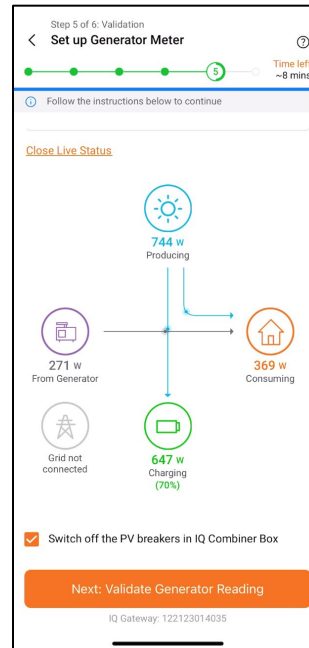 Step 5 of 6: Validation
Set up Generator Meter
5
Time left
~8 mins
Follow the instructions below to continue
Close Live Status
744 W
Producing
271 W
From Generator
369 W
Consuming
Grid not
connected
647 W
Charging
(70%)
Switch off the PV breakers in IQ Combiner Box
Next: Validate Generator Reading
IQ Gateway: 122123014035